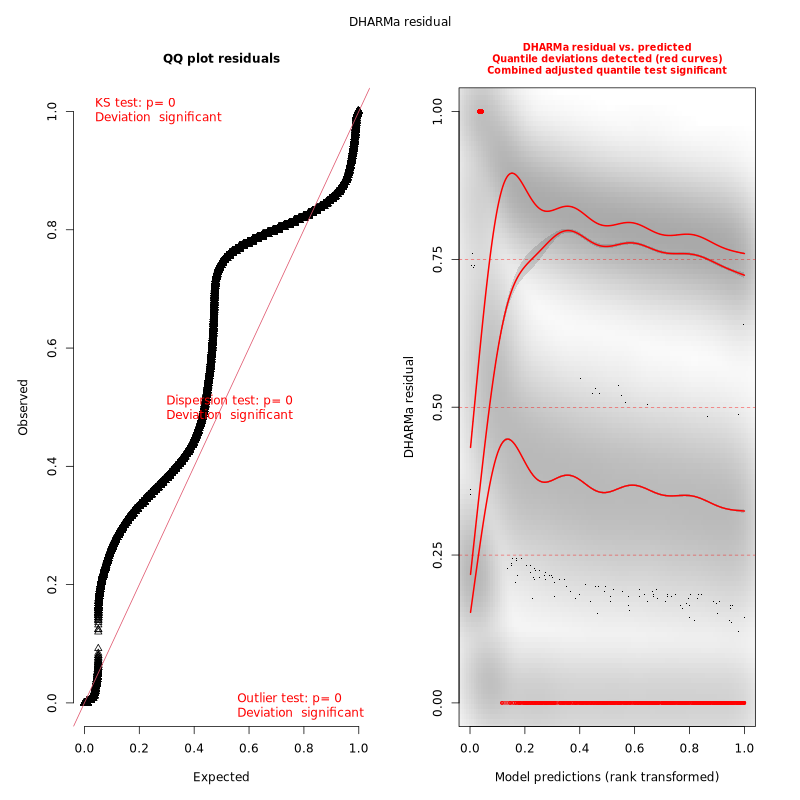 DHARMa residual
QQ plot residuals
KS test: p= 0
Deviation  significant
Dispersion test: p= 0
Deviation  significant
Outlier test: p= 0
Deviation  significant
Observed
0.0
0.2
0.4
0.6
0.8
1.0
0.0 0.2 0.4 0.6 0.8 1.0
Expected
DHARMa residual vs. predicted
Quantile deviations detected (red curves)
Combined adjusted quantile test significant
DHARMa residual
0.00
0.25
0.50
0.75
1.00
0.0 0.2 0.4 0.6 0.8 1.0
Model predictions (rank transformed)